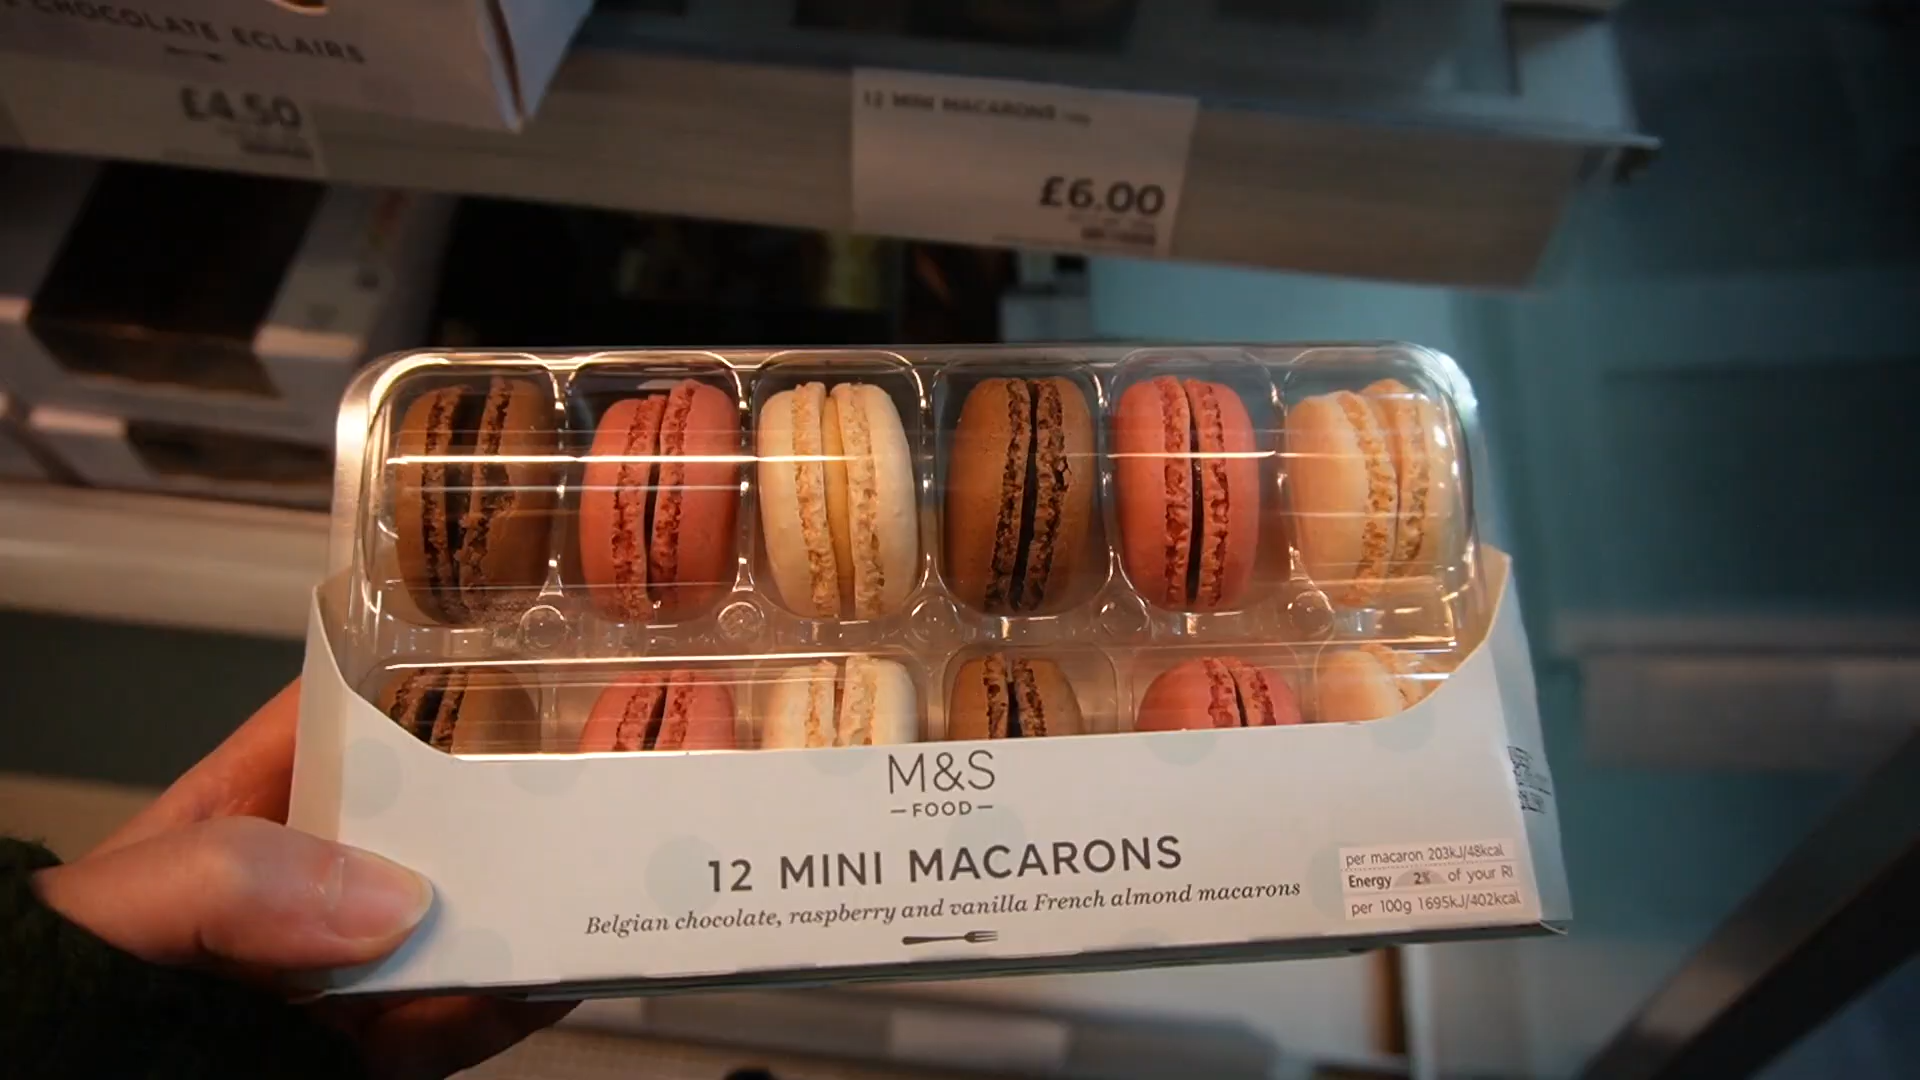 CHOCOLATE ECLAIRS
£4.50
12 MINI MACARONS
£6.00
M&S
FOOD
12 MINI MACARONS
Belgian chocolate, raspberry and vanilla French almond macarons
per macaron 203kJ/48kcal
Energy 2% of your RI
per 100g 1695kJ/402kcal